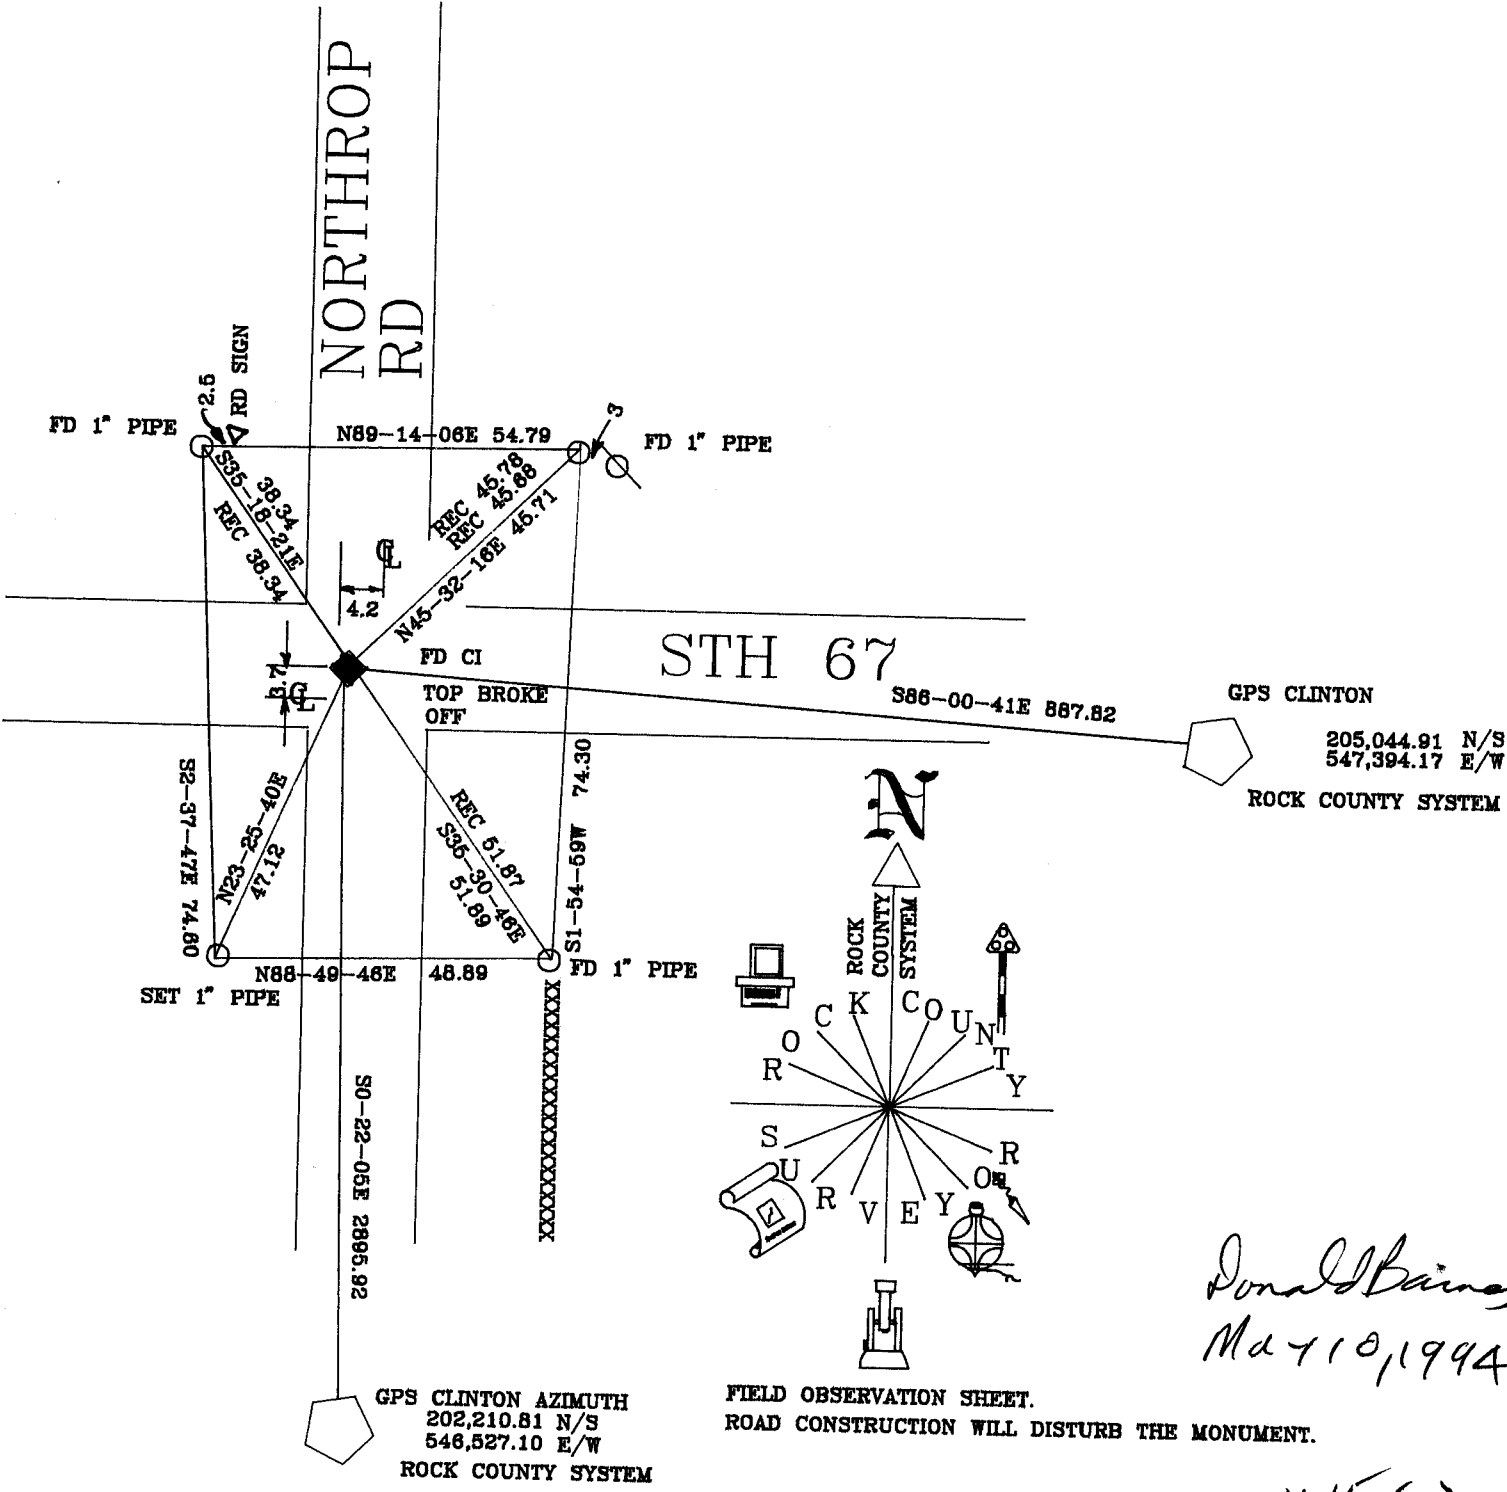 NORTHROP
RD
2.5
RD SIGN
FD 1" PIPE
N89-14-06E 54.79
3
FD 1" PIPE
38.34
S35-18-21E
REC 38.34
REC 45.78
REC 45.68
N45-32-16E 45.71
℄
4.2
FD CI
TOP BROKE
OFF
3.7
℄
STH 67
S86-00-41E 887.82
GPS CLINTON
205,044.91 N/S
547,394.17 E/W
ROCK COUNTY SYSTEM
S2-37-47E 74.60
N23-25-40E
47.12
REC 51.87
S35-30-46E
51.89
S1-54-59W 74.30
N88-49-46E 48.89
SET 1" PIPE
FD 1" PIPE
N
ROCK
COUNTY
SYSTEM
ROCK COUNTY
SURVEYOR
S0-22-05E 2895.92
GPS CLINTON AZIMUTH
202,210.81 N/S
546,527.10 E/W
ROCK COUNTY SYSTEM
Donald Barnes
May 10, 1994
FIELD OBSERVATION SHEET.
ROAD CONSTRUCTION WILL DISTURB THE MONUMENT.